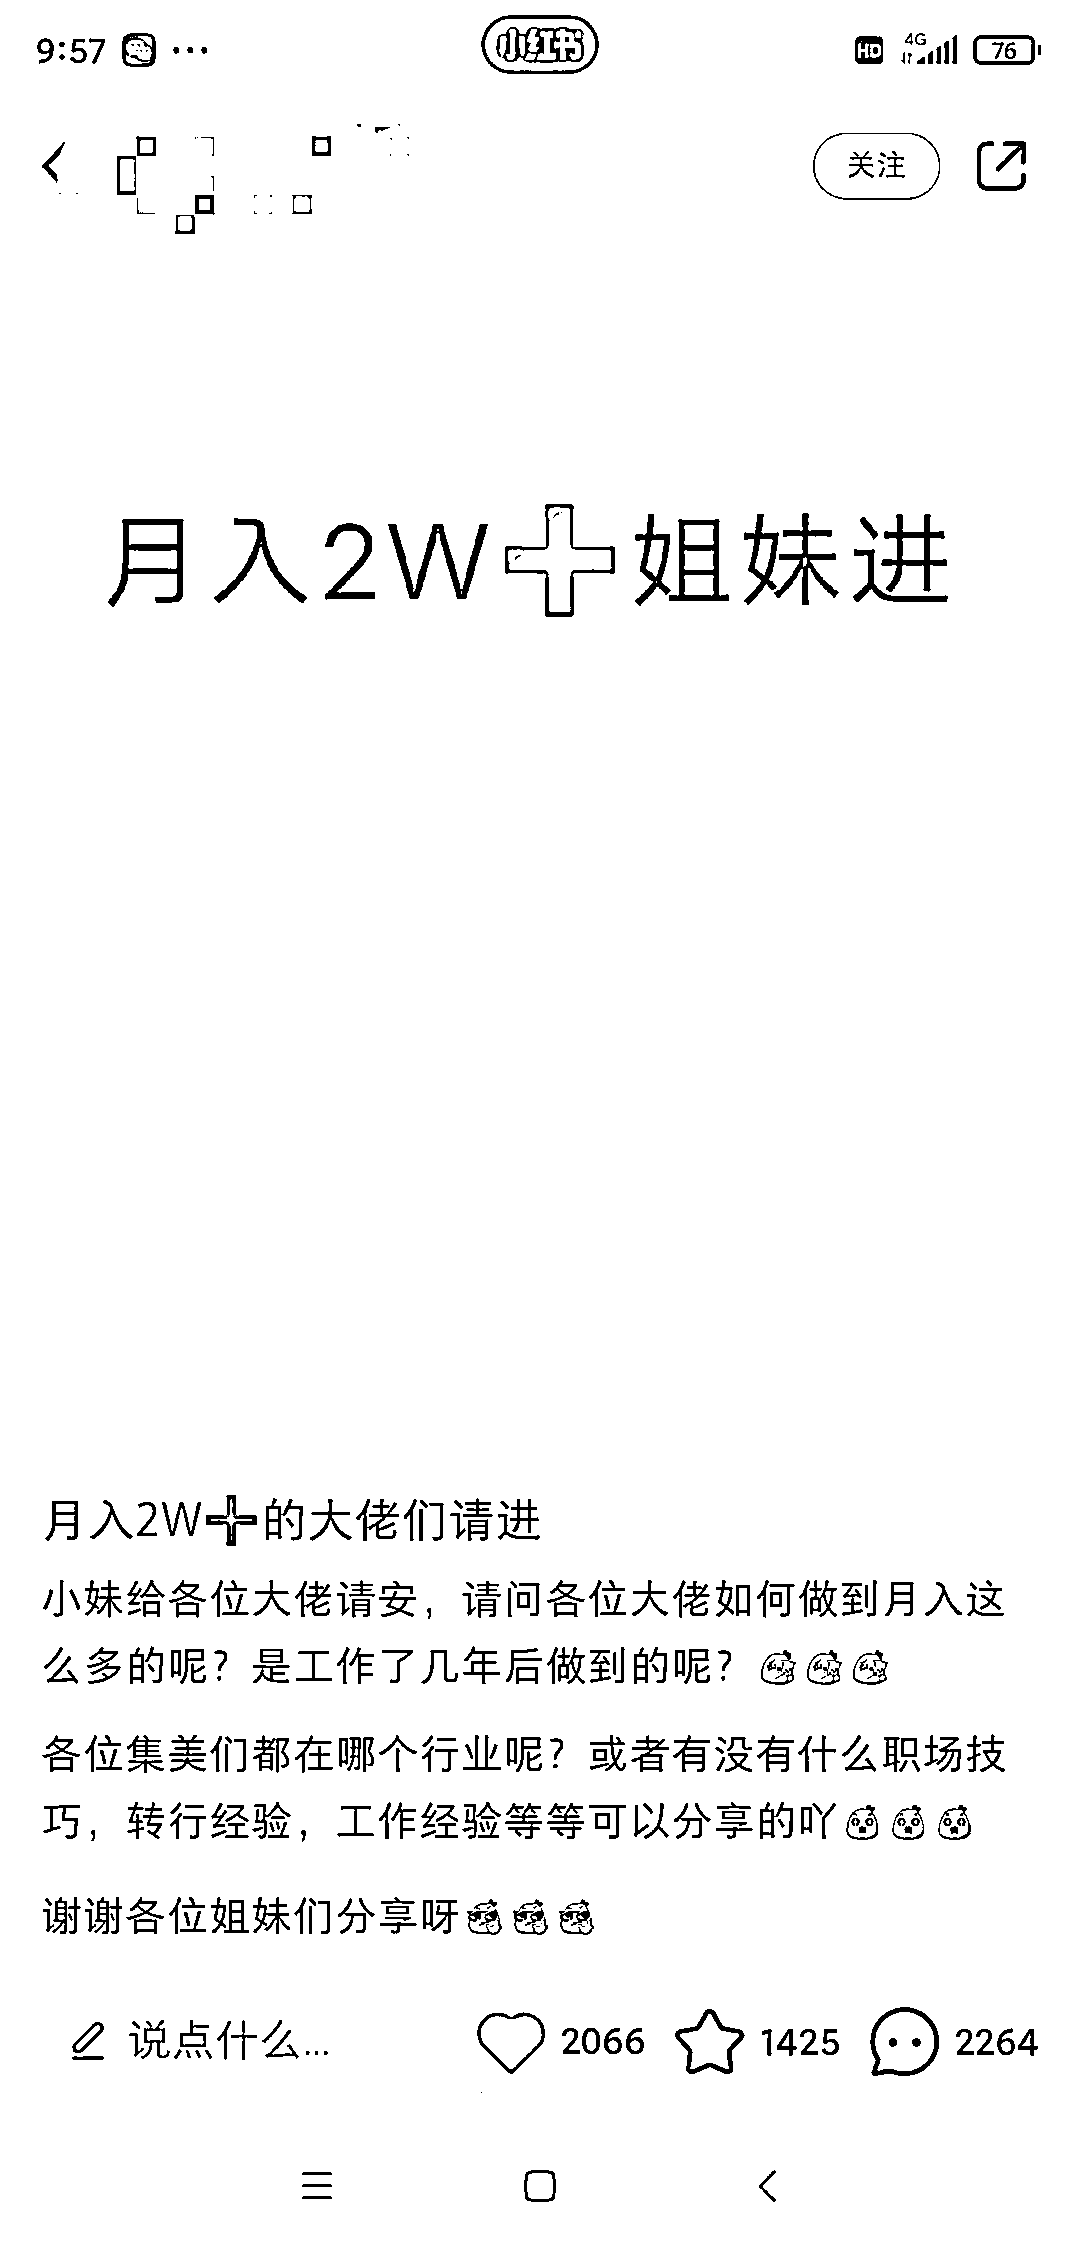 9:57 ... 小红书 HD 4G 76
关注
月入2W➕姐妹进
月入2W➕的大佬们请进
小妹给各位大佬请安，请问各位大佬如何做到月入这
么多的呢？是工作了几年后做到的呢？
各位集美们都在哪个行业呢？或者有没有什么职场技
巧，转行经验，工作经验等等可以分享的吖
谢谢各位姐妹们分享呀
说点什么... 2066 1425 2264